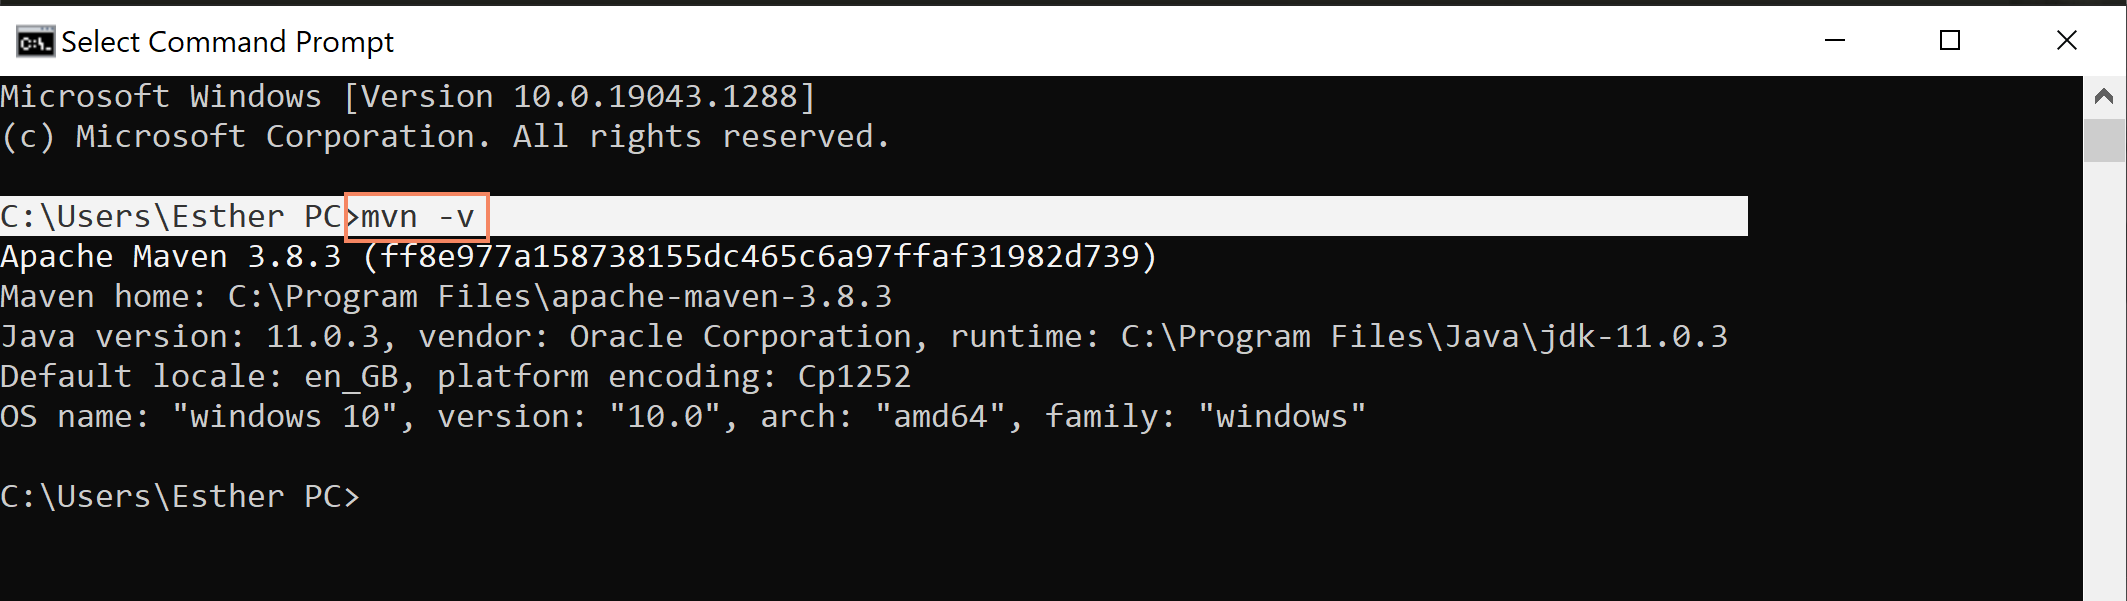 Select Command Prompt
Microsoft Windows [Version 10.0.19043.1288]
(c) Microsoft Corporation. All rights reserved.
C:\Users\Esther PC>mvn -v
Apache Maven 3.8.3 (ff8e977a158738155dc465c6a97ffaf31982d739)
Maven home: C:\Program Files\apache-maven-3.8.3
Java version: 11.0.3, vendor: Oracle Corporation, runtime: C:\Program Files\Java\jdk-11.0.3
Default locale: en_GB, platform encoding: Cp1252
OS name: "windows 10", version: "10.0", arch: "amd64", family: "windows"
C:\Users\Esther PC>